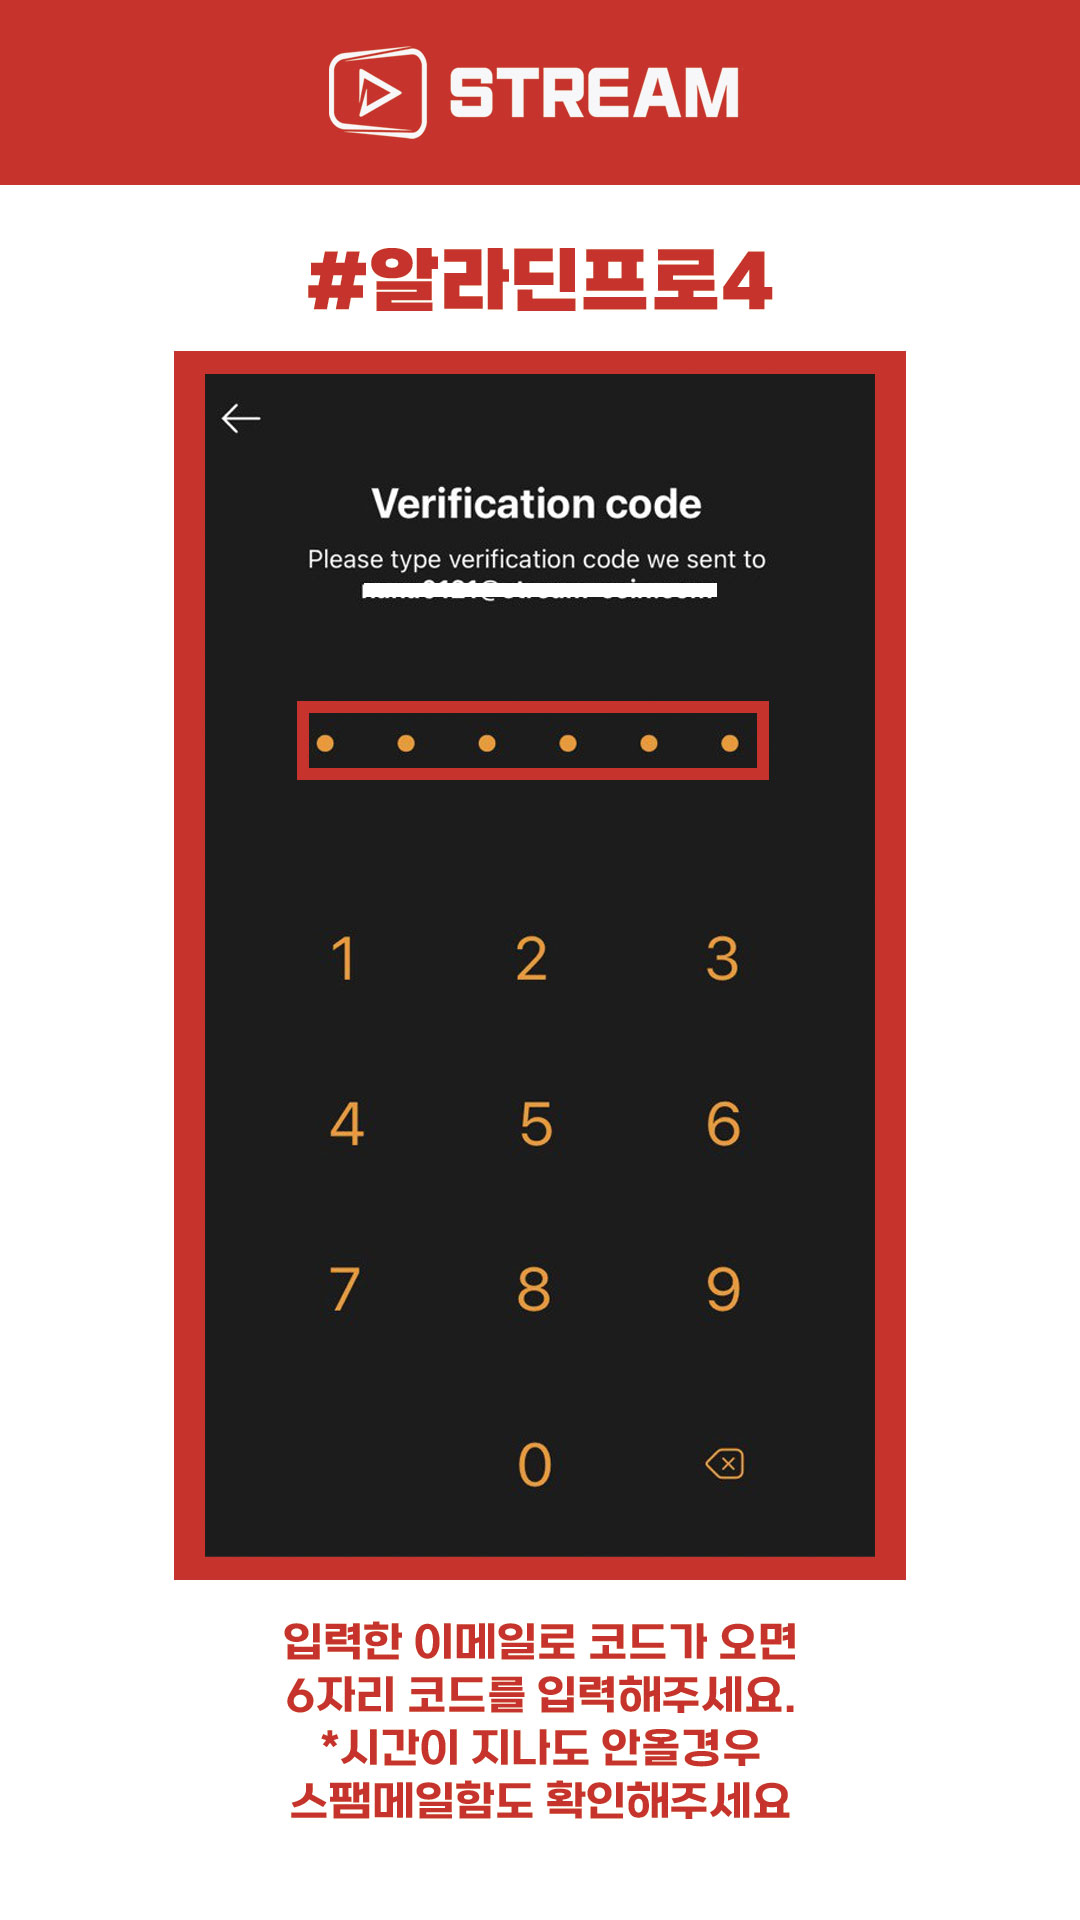 STREAM
#알라딘프로4
Verification code
Please type verification code we sent to
1 2 3
4 5 6
7 8 9
0
입력한 이메일로 코드가 오면
6자리 코드를 입력해주세요.
*시간이 지나도 안올경우
스팸메일함도 확인해주세요